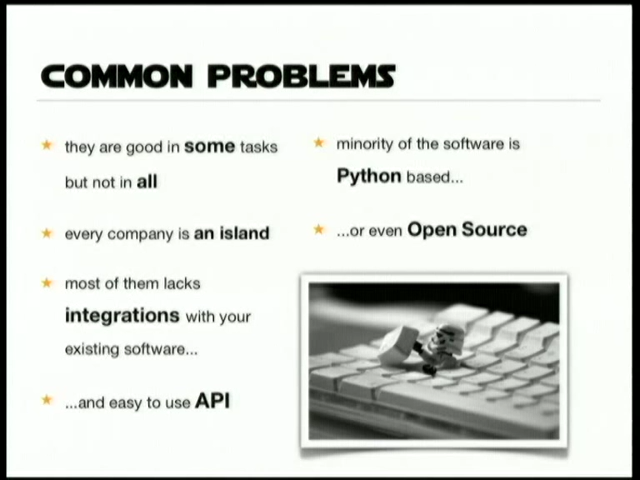 COMMON PROBLEMS
they are good in some tasks
but not in all
every company is an island
most of them lacks
integrations with your
existing software...
...and easy to use API
minority of the software is
Python based...
...or even Open Source